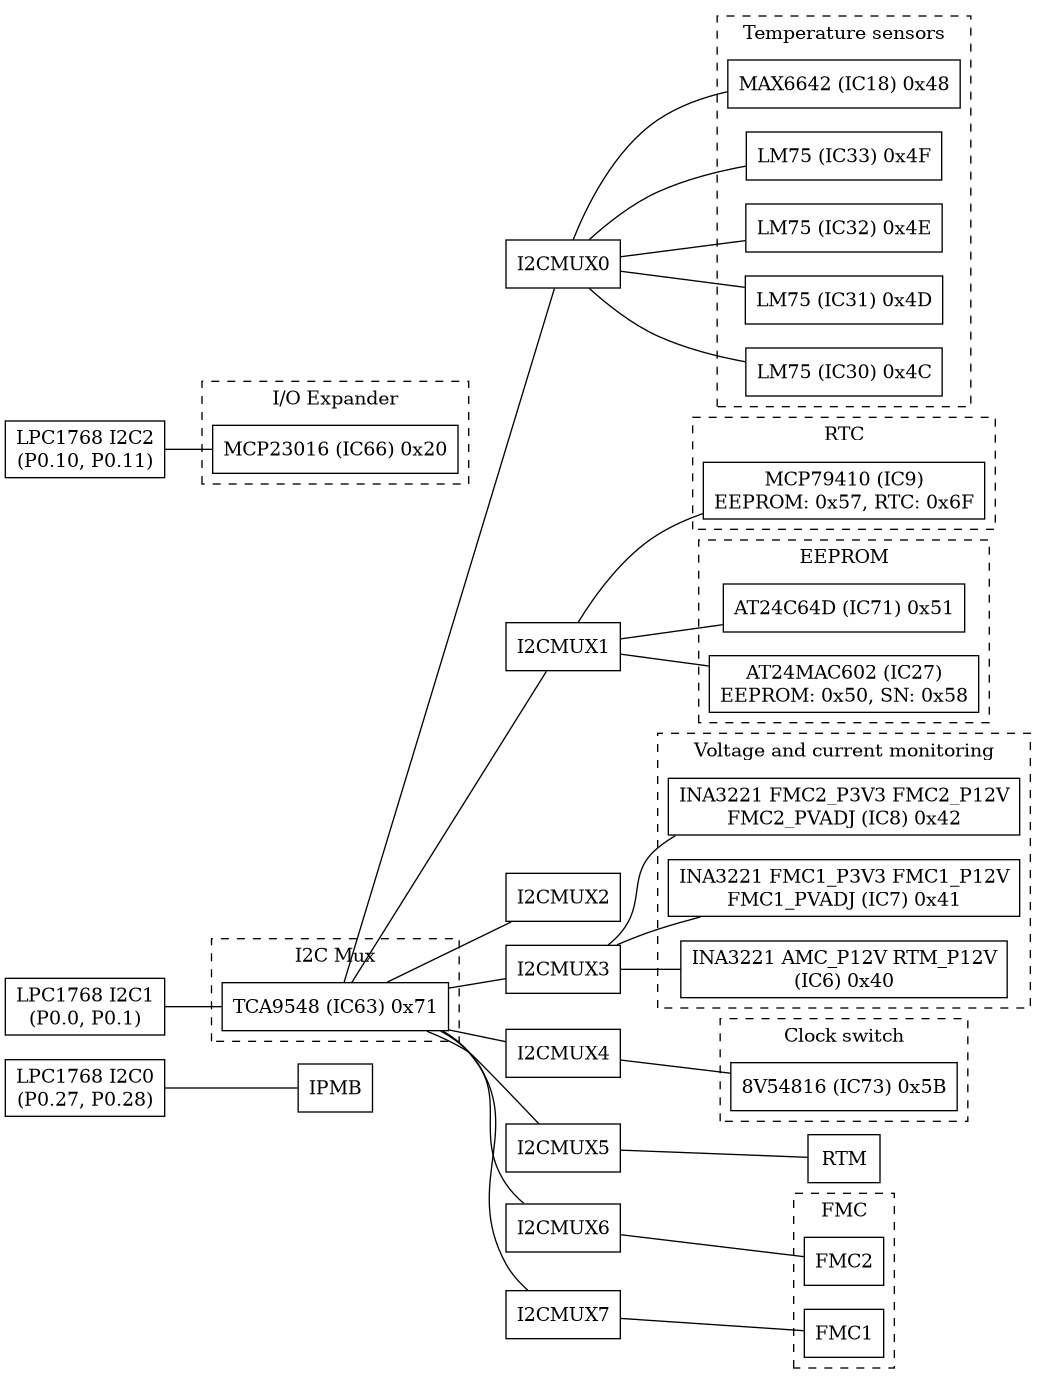 Temperature sensors
MAX6642 (IC18) 0x48
LM75 (IC33) 0x4F
LM75 (IC32) 0x4E
I2CMUX0
LM75 (IC31) 0x4D
LM75 (IC30) 0x4C
I/O Expander
LPC1768 I2C2
(P0.10, P0.11)
MCP23016 (IC66) 0x20
RTC
MCP79410 (IC9)
EEPROM: 0x57, RTC: 0x6F
EEPROM
AT24C64D (IC71) 0x51
I2CMUX1
AT24MAC602 (IC27)
EEPROM: 0x50, SN: 0x58
Voltage and current monitoring
INA3221 FMC2_P3V3 FMC2_P12V
FMC2_PVADJ (IC8) 0x42
INA3221 FMC1_P3V3 FMC1_P12V
FMC1_PVADJ (IC7) 0x41
I2CMUX2
I2C Mux
I2CMUX3
INA3221 AMC_P12V RTM_P12V
(IC6) 0x40
LPC1768 I2C1
(P0.0, P0.1)
TCA9548 (IC63) 0x71
Clock switch
I2CMUX4
8V54816 (IC73) 0x5B
LPC1768 I2C0
(P0.27, P0.28)
IPMB
I2CMUX5
RTM
FMC
I2CMUX6
FMC2
I2CMUX7
FMC1